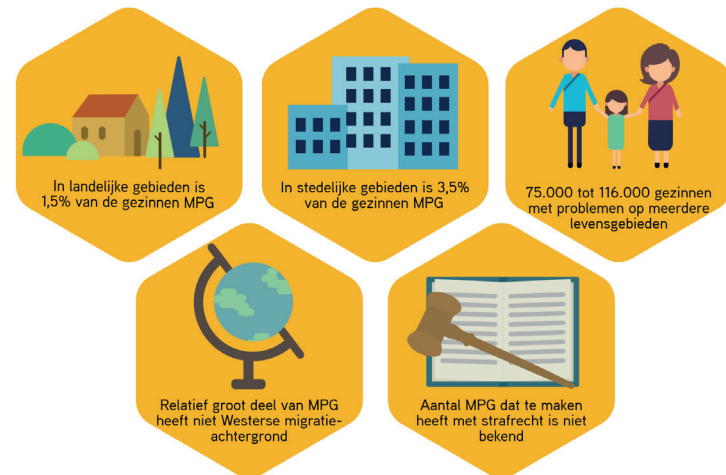 In landelijke gebieden is
1,5% van de gezinnen MPG
In stedelijke gebieden is 3,5%
van de gezinnen MPG
75.000 tot 116.000 gezinnen
met problemen op meerdere
levensgebieden
Relatief groot deel van MPG
heeft niet Westerse migratie-
achtergrond
Aantal MPG dat te maken
heeft met strafrecht is niet
bekend